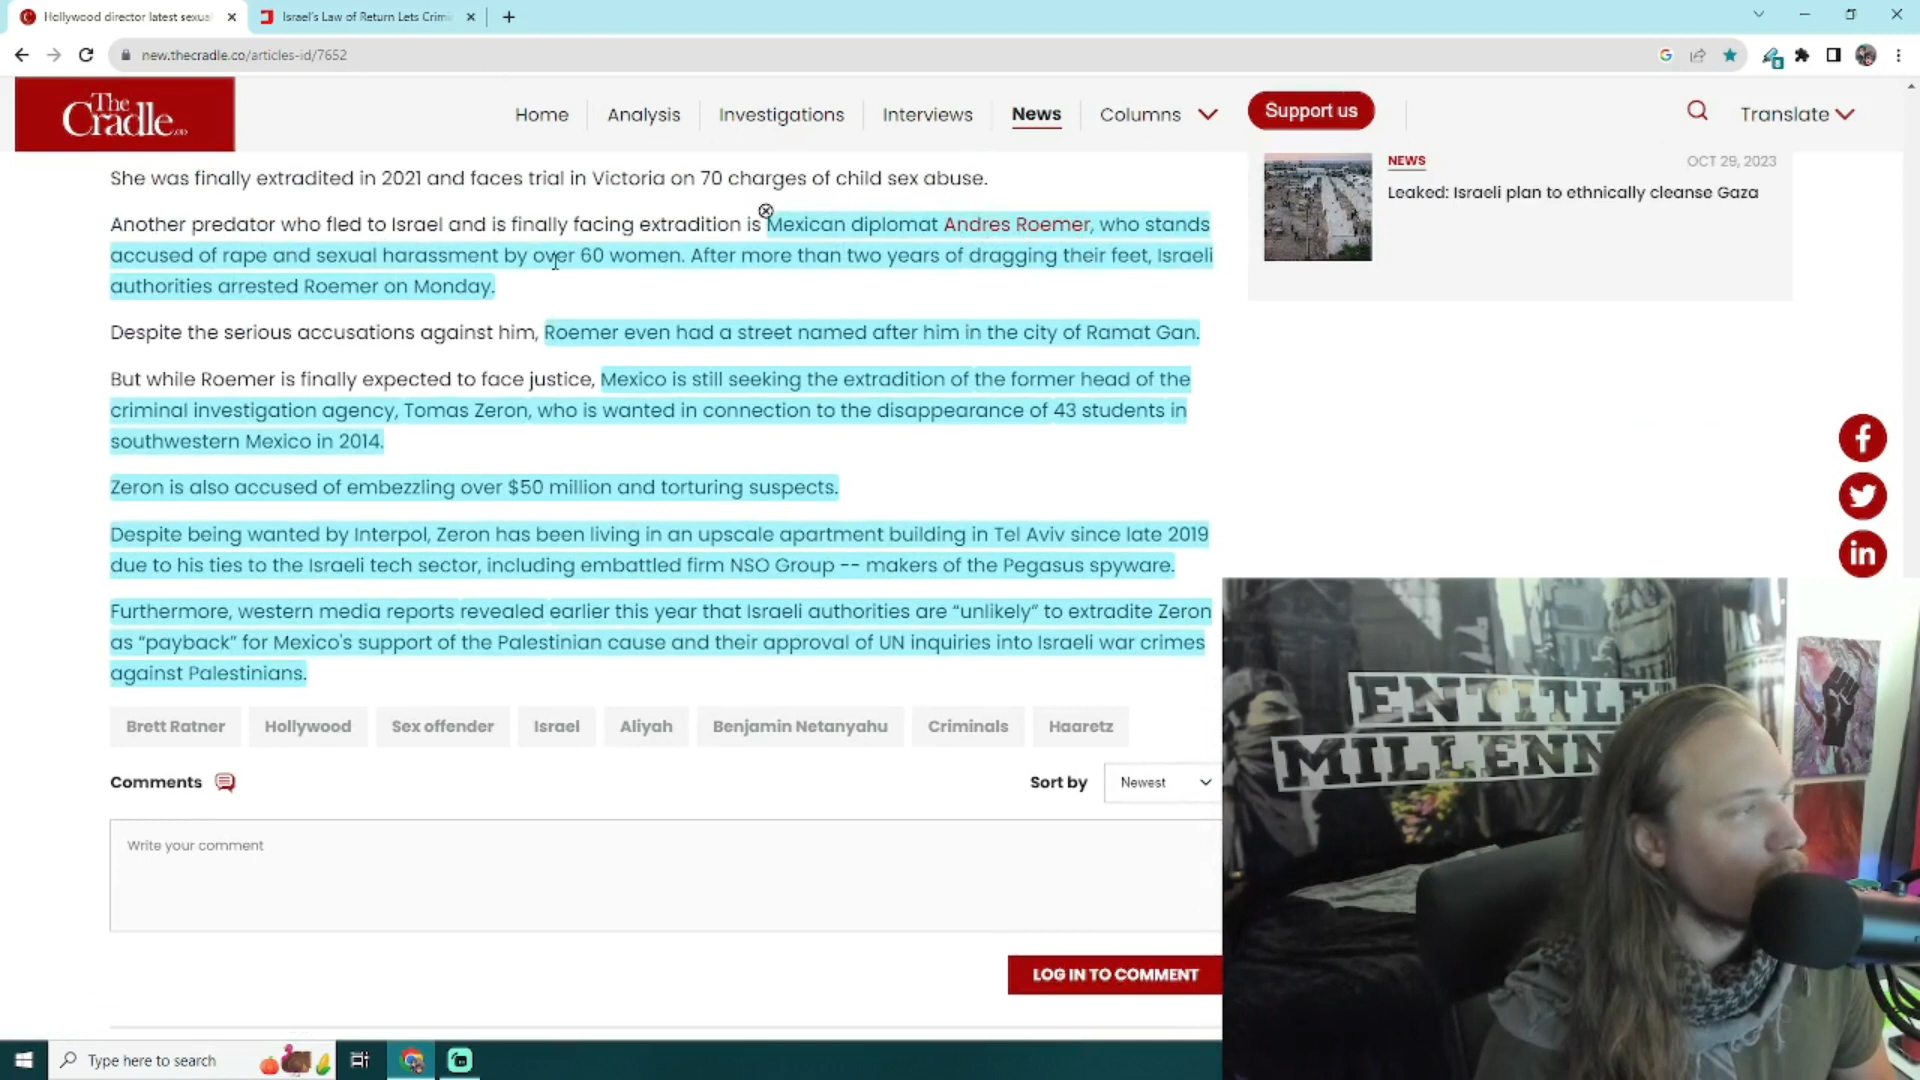 Hollywood director latest sexua
Israel's Law of Return Lets Crimi
new.thecradle.co/articles-id/7652
The Cradle.co
Home
Analysis
Investigations
Interviews
News
Columns
Support us
Translate
She was finally extradited in 2021 and faces trial in Victoria on 70 charges of child sex abuse.
Another predator who fled to Israel and is finally facing extradition is Mexican diplomat Andres Roemer, who stands
accused of rape and sexual harassment by over 60 women. After more than two years of dragging their feet, Israeli
authorities arrested Roemer on Monday.
Despite the serious accusations against him, Roemer even had a street named after him in the city of Ramat Gan.
But while Roemer is finally expected to face justice, Mexico is still seeking the extradition of the former head of the
criminal investigation agency, Tomas Zeron, who is wanted in connection to the disappearance of 43 students in
southwestern Mexico in 2014.
Zeron is also accused of embezzling over $50 million and torturing suspects.
Despite being wanted by Interpol, Zeron has been living in an upscale apartment building in Tel Aviv since late 2019
due to his ties to the Israeli tech sector, including embattled firm NSO Group -- makers of the Pegasus spyware.
Furthermore, western media reports revealed earlier this year that Israeli authorities are “unlikely” to extradite Zeron
as “payback” for Mexico's support of the Palestinian cause and their approval of UN inquiries into Israeli war crimes
against Palestinians.
NEWS
OCT 29, 2023
Leaked: Israeli plan to ethnically cleanse Gaza
Brett Ratner
Hollywood
Sex offender
Israel
Aliyah
Benjamin Netanyahu
Criminals
Haaretz
Comments
Sort by
Newest
Write your comment
LOG IN TO COMMENT
ENTITLE
MILLENN
Type here to search